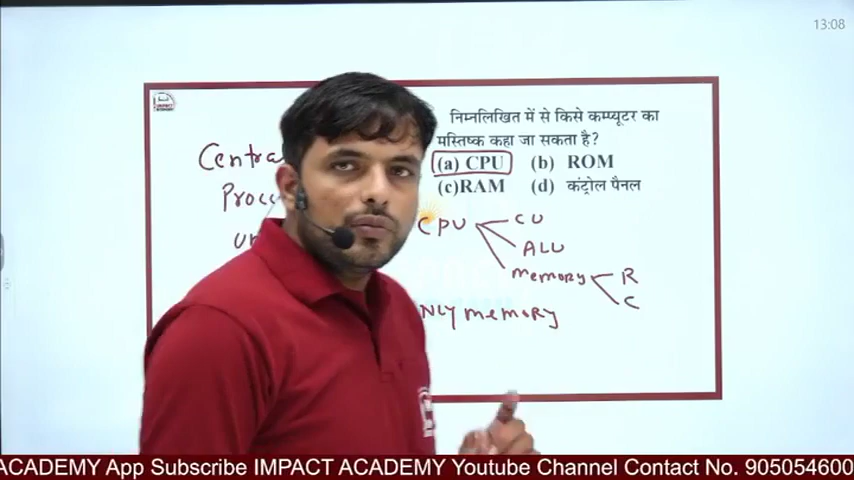 13:08
निम्नलिखित में से किसे कम्प्यूटर का
मस्तिष्क कहा जा सकता है?
(a) CPU (b) ROM
(c)RAM (d) कंट्रोल पैनल
CPU
CU
ALU
memory
R
C
NLy memoRy
ACADEMY App Subscribe IMPACT ACADEMY Youtube Channel Contact No. 905054600